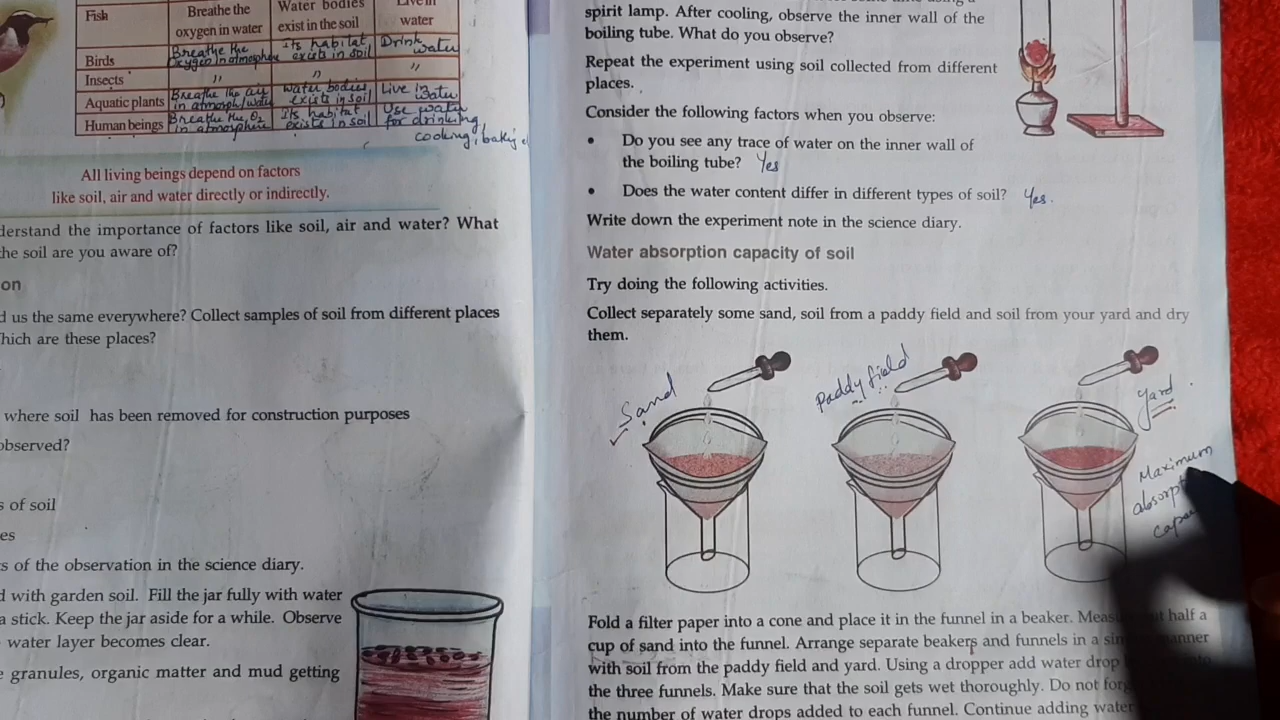 Fish
Breathe the
oxygen in water
Water bodies
exist in the soil
Live in
water
Birds
Breathe the
oxygen in atmosphere
Its habitat
exists in soil
Drink
water
Insects
"
"
"
Aquatic plants
Breathe the air
in atmosph/water
Water bodies
exists in soil
Live in
water
Human beings
Breathe the O2
in atmosphere
Its habitat
exists in soil
Use water
for drinking,
cooking, baking
All living beings depend on factors
like soil, air and water directly or indirectly.
derstand the importance of factors like soil, air and water? What
the soil are you aware of?
on
d us the same everywhere? Collect samples of soil from different places
hich are these places?
where soil has been removed for construction purposes
observed?
s of soil
es
s of the observation in the science diary.
d with garden soil. Fill the jar fully with water
a stick. Keep the jar aside for a while. Observe
water layer becomes clear.
e granules, organic matter and mud getting
spirit lamp. After cooling, observe the inner wall of the
boiling tube. What do you observe?
Repeat the experiment using soil collected from different
places.
Consider the following factors when you observe:
• Do you see any trace of water on the inner wall of
the boiling tube? Yes
• Does the water content differ in different types of soil? Yes.
Write down the experiment note in the science diary.
Water absorption capacity of soil
Try doing the following activities.
Collect separately some sand, soil from a paddy field and soil from your yard and dry
them.
Sand
Paddy field
Yard
Maximum
absorpt
capa
Fold a filter paper into a cone and place it in the funnel in a beaker. Meas t half a
cup of sand into the funnel. Arrange separate beakers and funnels in a sim manner
with soil from the paddy field and yard. Using a dropper add water drop
the three funnels. Make sure that the soil gets wet thoroughly. Do not forg
the number of water drops added to each funnel. Continue adding water